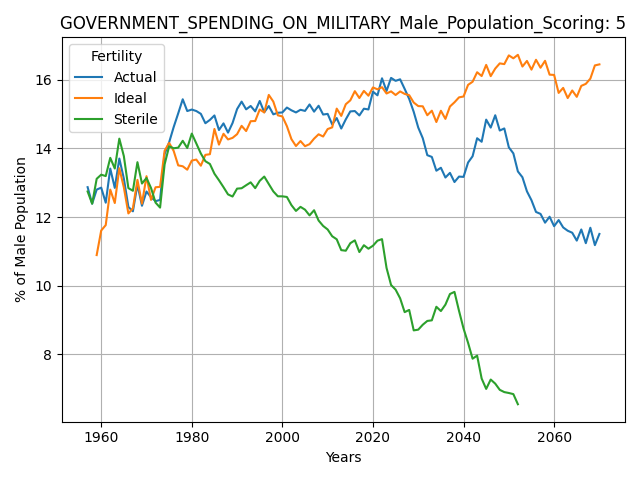 GOVERNMENT_SPENDING_ON_MILITARY_Male_Population_Scoring: 5
Fertility
Actual
Ideal
Sterile
% of Male Population
16
14
12
10
8
1960
1980
2000
2020
2040
2060
Years